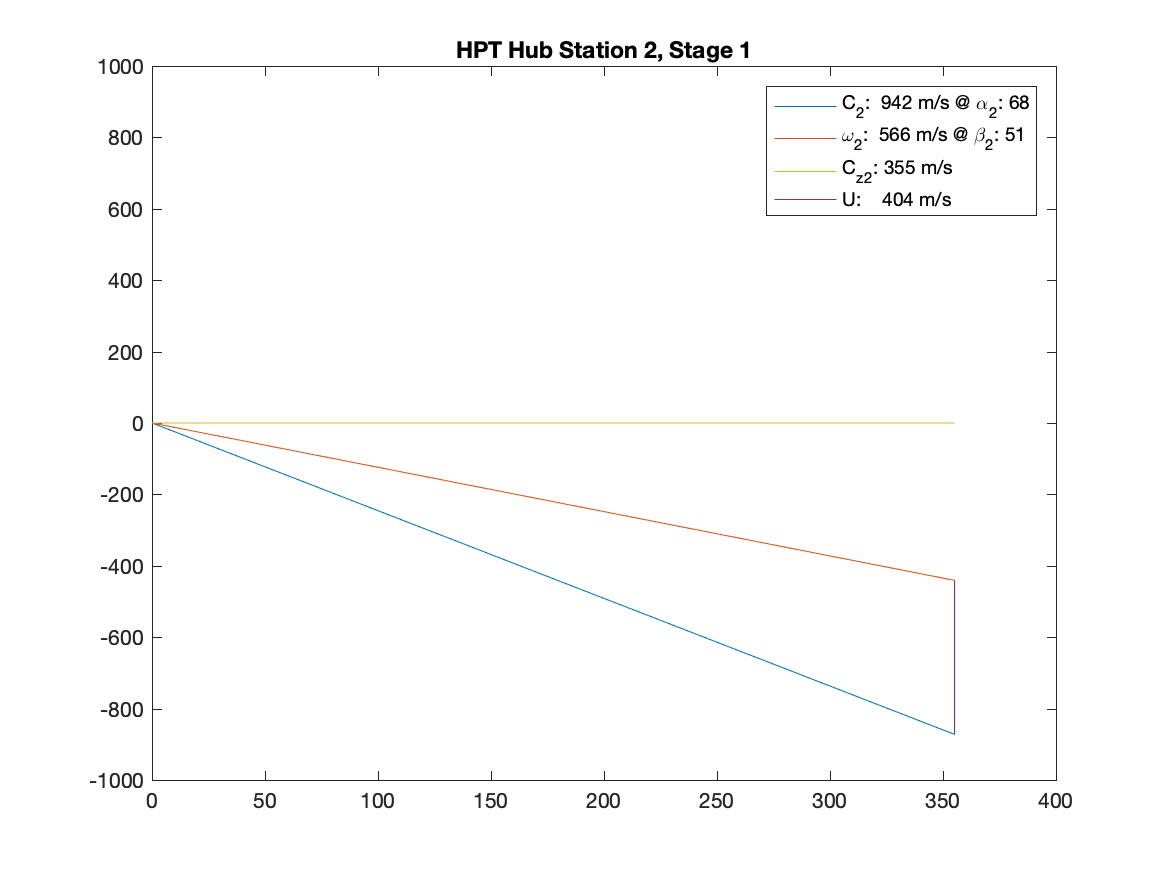 HPT Hub Station 2, Stage 1
1000
800
600
400
200
0
-200
-400
-600
-800
-1000
0 50 100 150 200 250 300 350 400
C₂: 942 m/s @ α₂: 68
ω₂: 566 m/s @ β₂: 51
C_z2: 355 m/s
U: 404 m/s